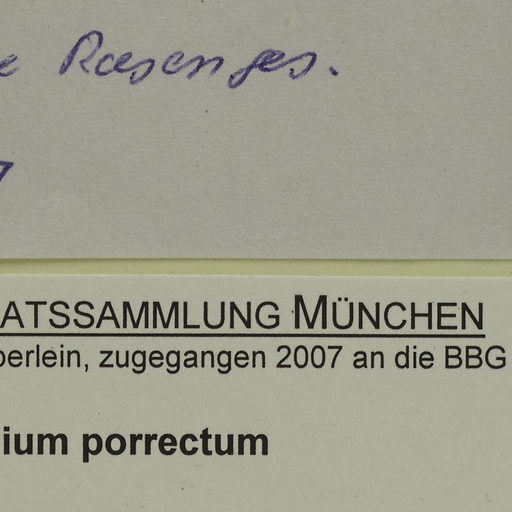 e Rasenges.
ATSSAMMLUNG MÜNCHEN
berlein, zugegangen 2007 an die BBG
ium porrectum